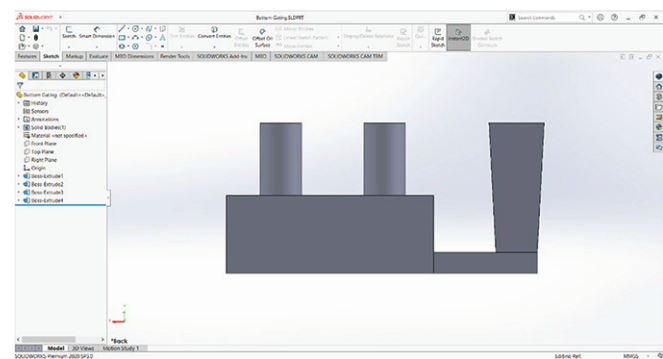 SOLIDWORKS
Bottom Gating.SLDPRT
Search Commands
Sketch
Smart Dimension
Trim Entities
Convert Entities
Offset Entities
Offset On Surface
Mirror Entities
Linear Sketch Pattern
Display/Delete Relations
Repair Sketch
Rapid Sketch
Instant2D
Features
Sketch
Markup
Evaluate
MBD Dimensions
Render Tools
SOLIDWORKS Add-Ins
MBD
SOLIDWORKS CAM
SOLIDWORKS CAM TBM
Bottom Gating (Default<<Default>
History
Sensors
Annotations
Solid Bodies(1)
Material <not specified>
Front Plane
Top Plane
Right Plane
Origin
Boss-Extrude1
Boss-Extrude2
Boss-Extrude3
Boss-Extrude4
*Back
Model
3D Views
Motion Study 1
SOLIDWORKS Premium 2020 SP3.0
Editing Part
MMGS